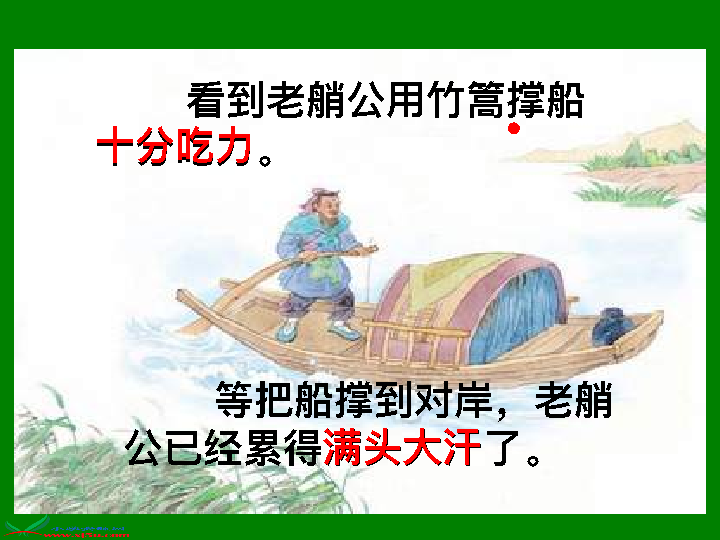 看到老艄公用竹篙撑船
十分吃力。
等把船撑到对岸，老艄
公已经累得满头大汗了。